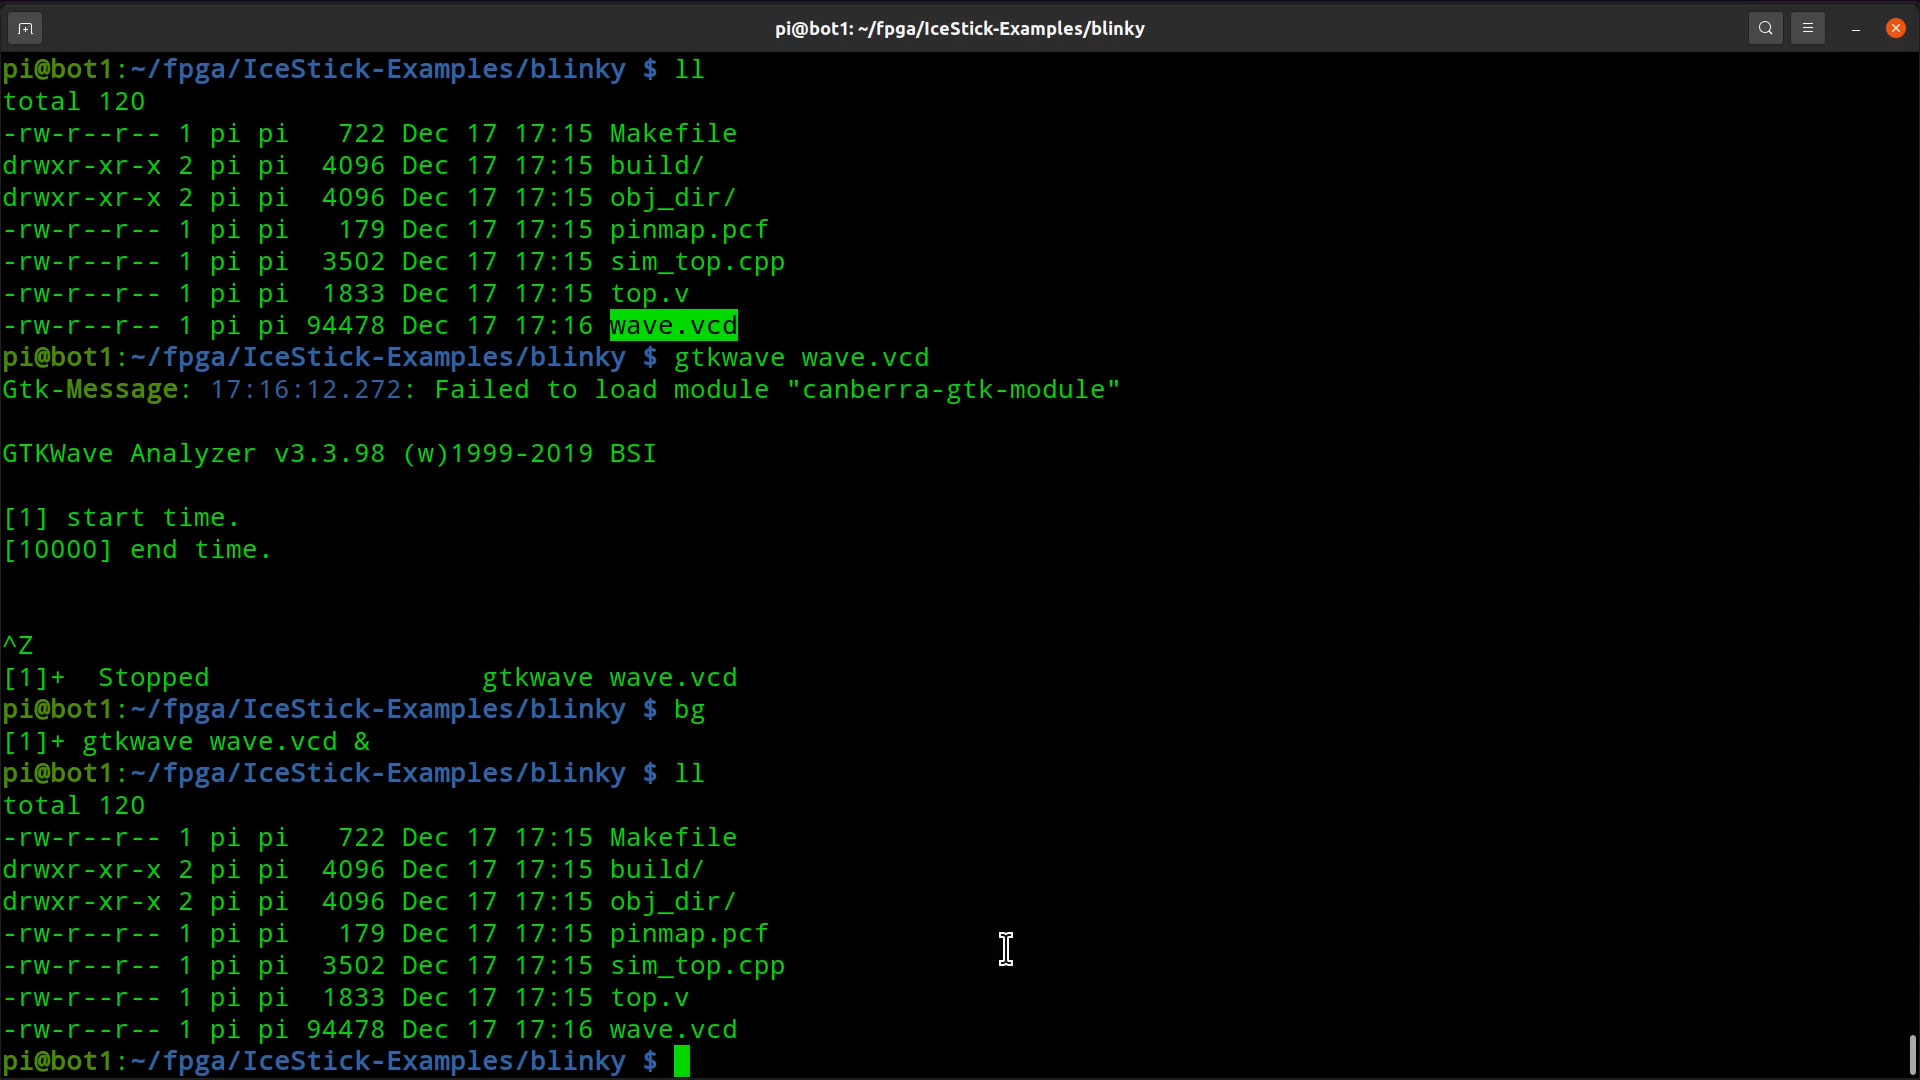 pi@bot1: ~/fpga/IceStick-Examples/blinky
pi@bot1:~/fpga/IceStick-Examples/blinky $ ll
total 120
-rw-r--r-- 1 pi pi   722 Dec 17 17:15 Makefile
drwxr-xr-x 2 pi pi  4096 Dec 17 17:15 build/
drwxr-xr-x 2 pi pi  4096 Dec 17 17:15 obj_dir/
-rw-r--r-- 1 pi pi   179 Dec 17 17:15 pinmap.pcf
-rw-r--r-- 1 pi pi  3502 Dec 17 17:15 sim_top.cpp
-rw-r--r-- 1 pi pi  1833 Dec 17 17:15 top.v
-rw-r--r-- 1 pi pi 94478 Dec 17 17:16 wave.vcd
pi@bot1:~/fpga/IceStick-Examples/blinky $ gtkwave wave.vcd
Gtk-Message: 17:16:12.272: Failed to load module "canberra-gtk-module"
GTKWave Analyzer v3.3.98 (w)1999-2019 BSI
[1] start time.
[10000] end time.
^Z
[1]+  Stopped                 gtkwave wave.vcd
pi@bot1:~/fpga/IceStick-Examples/blinky $ bg
[1]+ gtkwave wave.vcd &
pi@bot1:~/fpga/IceStick-Examples/blinky $ ll
total 120
-rw-r--r-- 1 pi pi   722 Dec 17 17:15 Makefile
drwxr-xr-x 2 pi pi  4096 Dec 17 17:15 build/
drwxr-xr-x 2 pi pi  4096 Dec 17 17:15 obj_dir/
-rw-r--r-- 1 pi pi   179 Dec 17 17:15 pinmap.pcf
-rw-r--r-- 1 pi pi  3502 Dec 17 17:15 sim_top.cpp
-rw-r--r-- 1 pi pi  1833 Dec 17 17:15 top.v
-rw-r--r-- 1 pi pi 94478 Dec 17 17:16 wave.vcd
pi@bot1:~/fpga/IceStick-Examples/blinky $